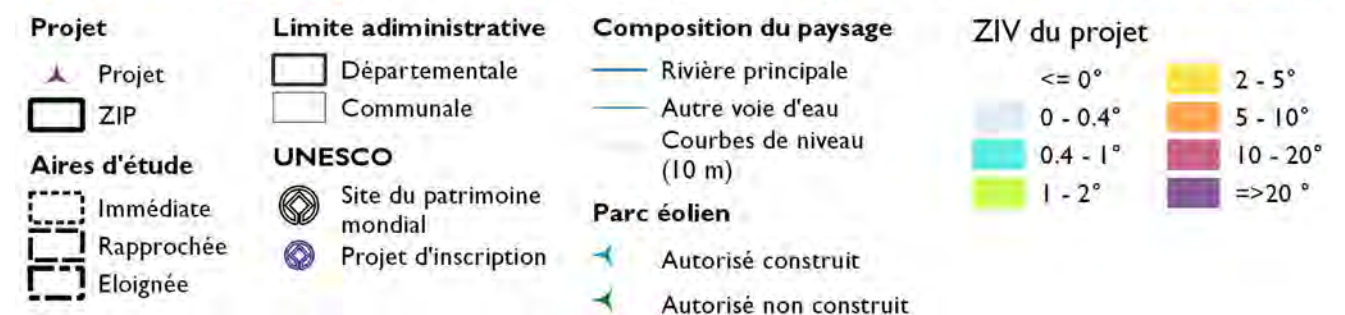 Projet
Projet
ZIP
Aires d'étude
Immédiate
Rapprochée
Eloignée
Limite adiministrative
Départementale
Communale
UNESCO
Site du patrimoine
mondial
Projet d'inscription
Composition du paysage
Rivière principale
Autre voie d'eau
Courbes de niveau
(10 m)
Parc éolien
Autorisé construit
Autorisé non construit
ZIV du projet
<= 0°
0 - 0.4°
0.4 - 1°
1 - 2°
2 - 5°
5 - 10°
10 - 20°
=>20 °